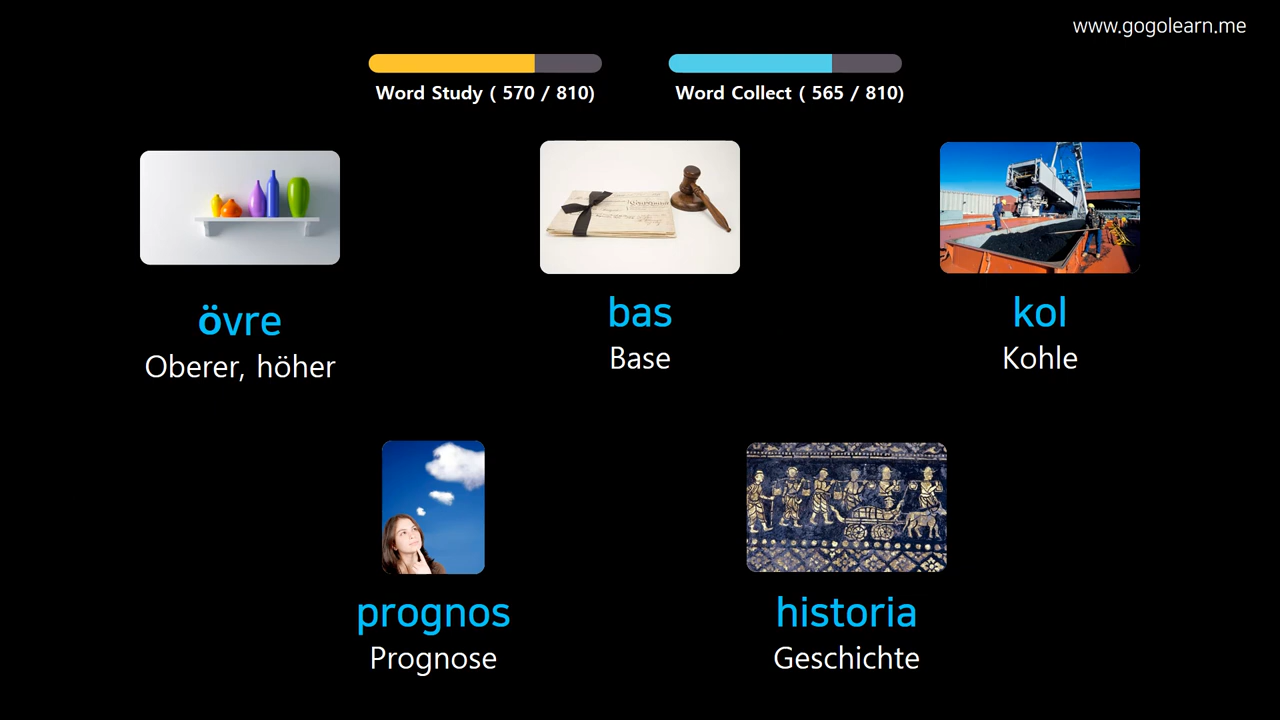 www.gogolearn.me
Word Study ( 570 / 810)
Word Collect ( 565 / 810)
övre
Oberer, höher
bas
Base
kol
Kohle
prognos
Prognose
historia
Geschichte